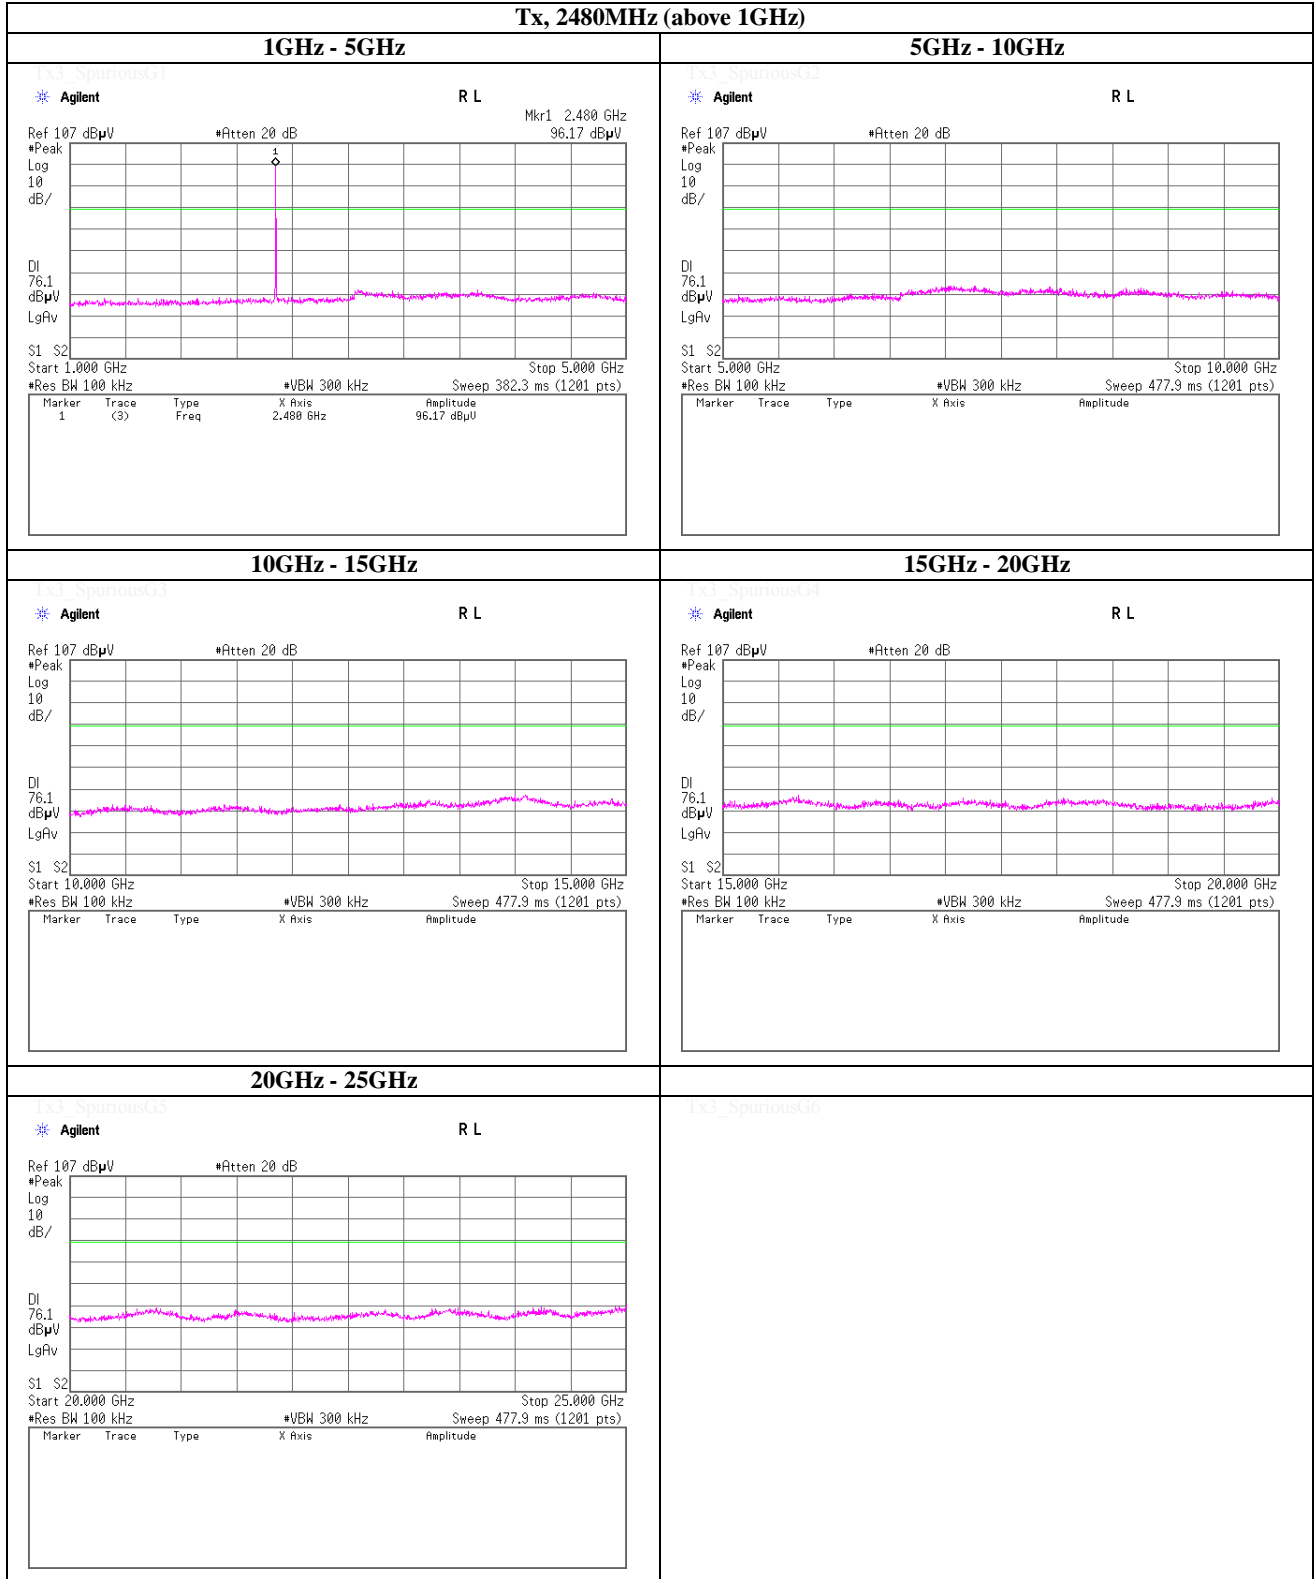 Tx, 2480MHz (above 1GHz)
1GHz - 5GHz
5GHz - 10GHz
Tx3_SpuriousG1
Agilent
R L
Mkr1 2.480 GHz
Ref 107 dBµV
#Atten 20 dB
96.17 dBµV
#Peak
1
Log
10
dB/
DI
76.1
dBµV
LgAv
S1 S2
Start 1.000 GHz
Stop 5.000 GHz
#Res BW 100 kHz
#VBW 300 kHz
Sweep 382.3 ms (1201 pts)
Marker Trace Type X Axis Amplitude
1 (3) Freq 2.480 GHz 96.17 dBµV
Tx3_SpuriousG2
Agilent
R L
Ref 107 dBµV
#Atten 20 dB
#Peak
Log
10
dB/
DI
76.1
dBµV
LgAv
S1 S2
Start 5.000 GHz
Stop 10.000 GHz
#Res BW 100 kHz
#VBW 300 kHz
Sweep 477.9 ms (1201 pts)
Marker Trace Type X Axis Amplitude
10GHz - 15GHz
15GHz - 20GHz
Tx3_SpuriousG3
Agilent
R L
Ref 107 dBµV
#Atten 20 dB
#Peak
Log
10
dB/
DI
76.1
dBµV
LgAv
S1 S2
Start 10.000 GHz
Stop 15.000 GHz
#Res BW 100 kHz
#VBW 300 kHz
Sweep 477.9 ms (1201 pts)
Marker Trace Type X Axis Amplitude
Tx3_SpuriousG4
Agilent
R L
Ref 107 dBµV
#Atten 20 dB
#Peak
Log
10
dB/
DI
76.1
dBµV
LgAv
S1 S2
Start 15.000 GHz
Stop 20.000 GHz
#Res BW 100 kHz
#VBW 300 kHz
Sweep 477.9 ms (1201 pts)
Marker Trace Type X Axis Amplitude
20GHz - 25GHz
Tx3_SpuriousG5
Agilent
R L
Ref 107 dBµV
#Atten 20 dB
#Peak
Log
10
dB/
DI
76.1
dBµV
LgAv
S1 S2
Start 20.000 GHz
Stop 25.000 GHz
#Res BW 100 kHz
#VBW 300 kHz
Sweep 477.9 ms (1201 pts)
Marker Trace Type X Axis Amplitude
Tx3_SpuriousG6